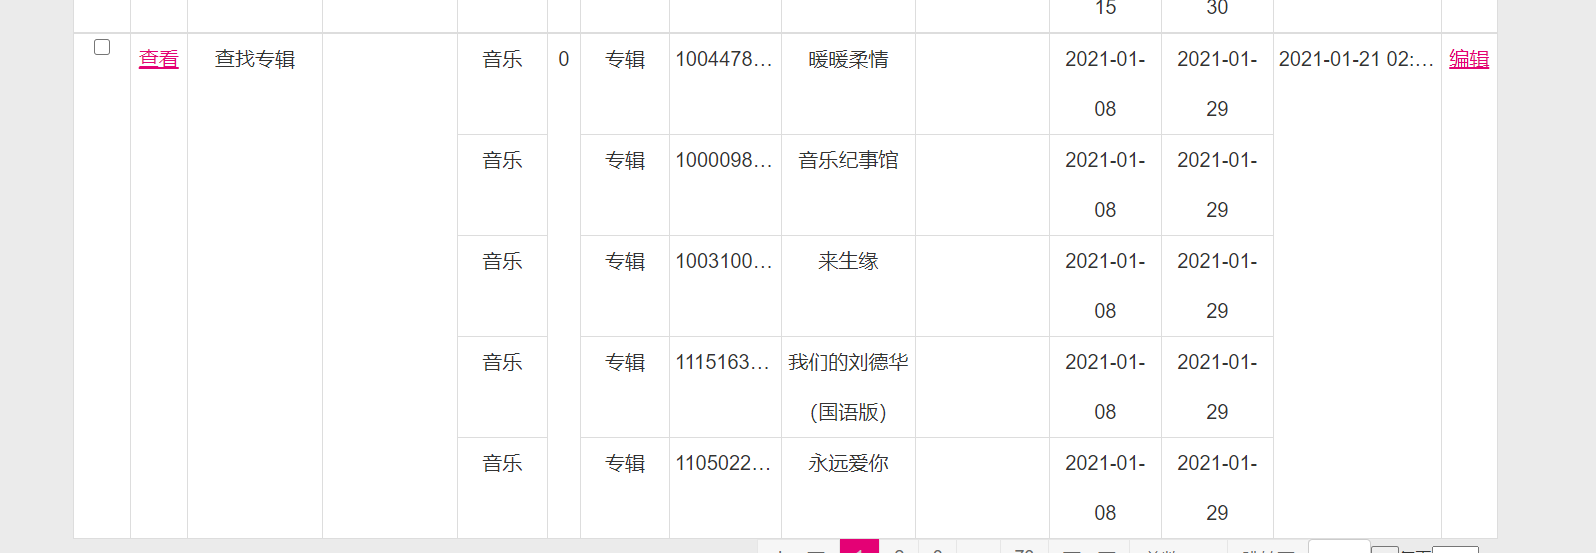 15 30
查看 查找专辑 音乐 0 专辑 1004478... 暖暖柔情 2021-01- 2021-01- 2021-01-21 02:... 编辑
08 29
音乐 专辑 1000098... 音乐纪事馆 2021-01- 2021-01-
08 29
音乐 专辑 1003100... 来生缘 2021-01- 2021-01-
08 29
音乐 专辑 1115163... 我们的刘德华 2021-01- 2021-01-
(国语版) 08 29
音乐 专辑 1105022... 永远爱你 2021-01- 2021-01-
08 29